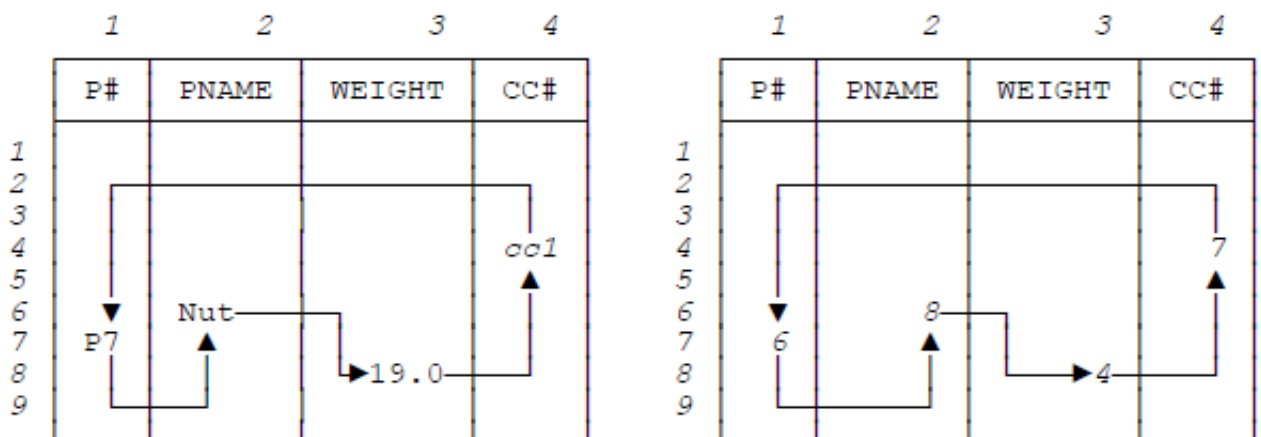 1 2 3 4 1 2 3 4
P# PNAME WEIGHT CC# P# PNAME WEIGHT CC#
1 1
2 2
3 3
4 cc1 4 7
5 5
6 Nut 6 8
7 P7 7 6
8 19.0 8 4
9 9